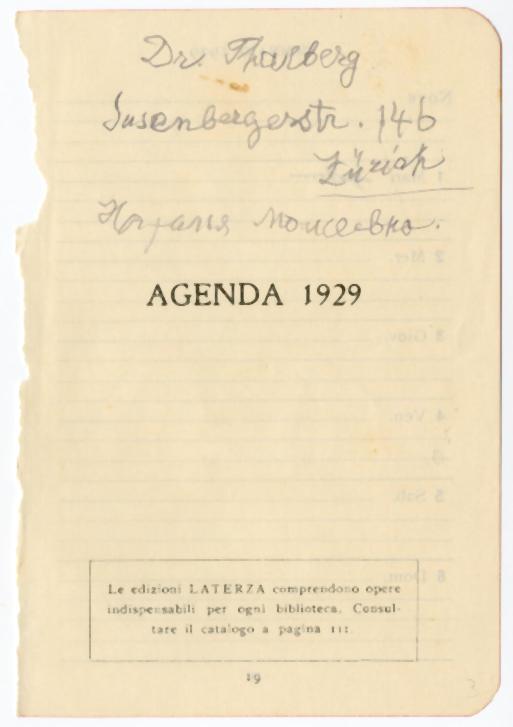 Dr. Thalberg
Susenbergerstr. 146
Zürich
Наталья Моисеевна.
AGENDA 1929
Le edizioni LATERZA comprendono opere
indispensabili per ogni biblioteca. Consul-
tare il catalogo a pagina 111.
19